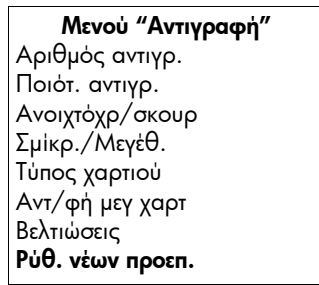 Μενού “Αντιγραφή”
Αριθμός αντιγρ.
Ποιότ. αντιγρ.
Ανοιχτόχρ/σκουρ
Σμίκρ./Μεγέθ.
Τύπος χαρτιού
Αντ/φή μεγ χαρτ
Βελτιώσεις
Ρύθ. νέων προεπ.